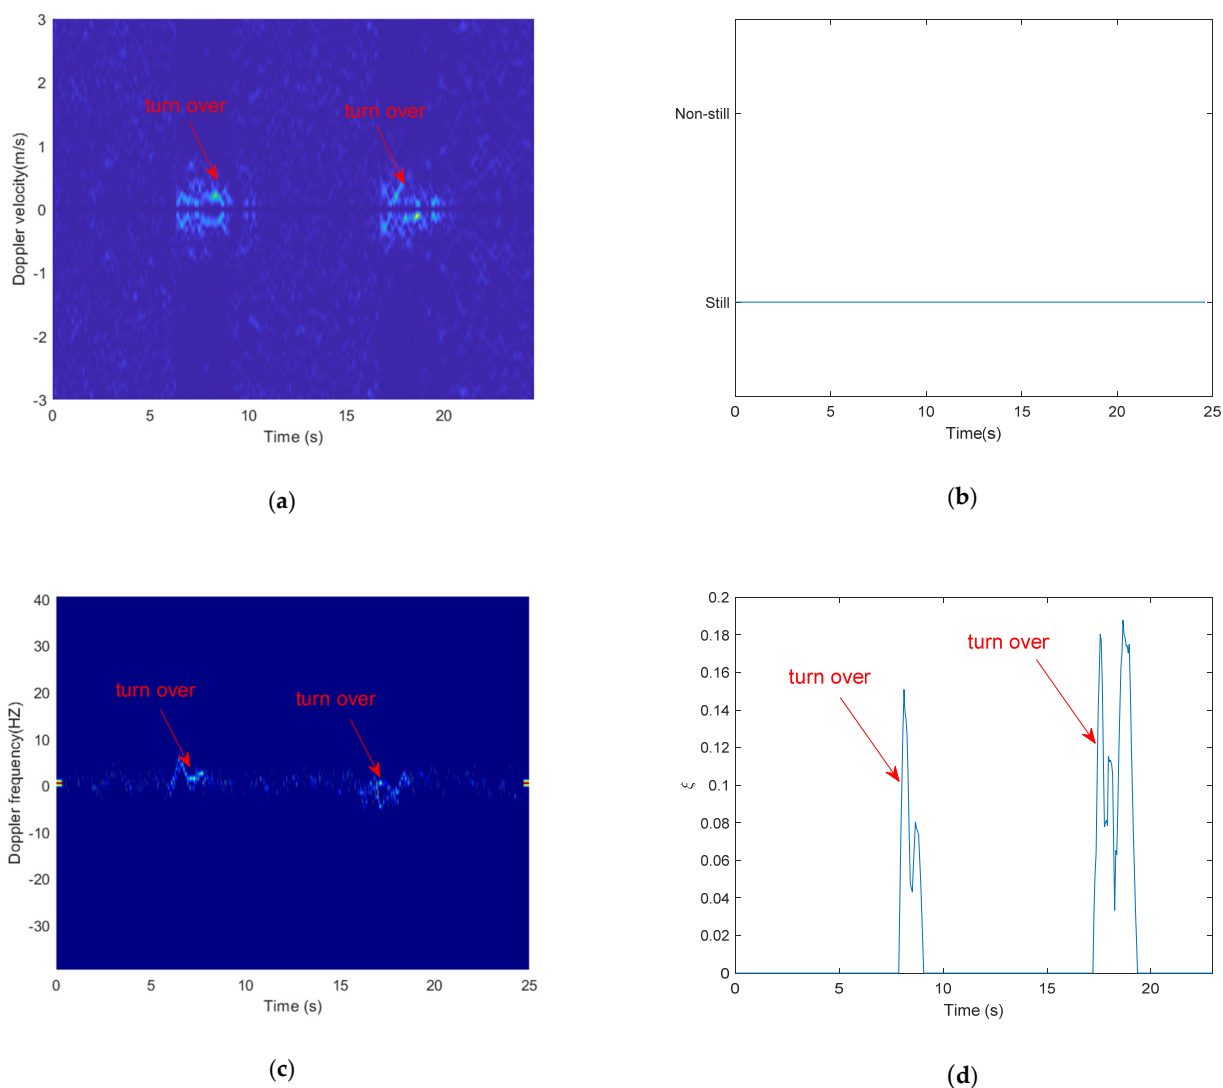 3
2
1
0
-1
-2
-3
Doppler velocity(m/s)
turn over
turn over
0
5
10
15
20
Time (s)
(a)
Non-still
Still
0
5
10
15
20
25
Time(s)
(b)
40
30
20
10
0
-10
-20
-30
Doppler frequency(HZ)
turn over
turn over
0
5
10
15
20
25
Time (s)
(c)
0.2
0.18
0.16
0.14
0.12
0.1
0.08
0.06
0.04
0.02
0
ξ
turn over
turn over
0
5
10
15
20
Time (s)
(d)